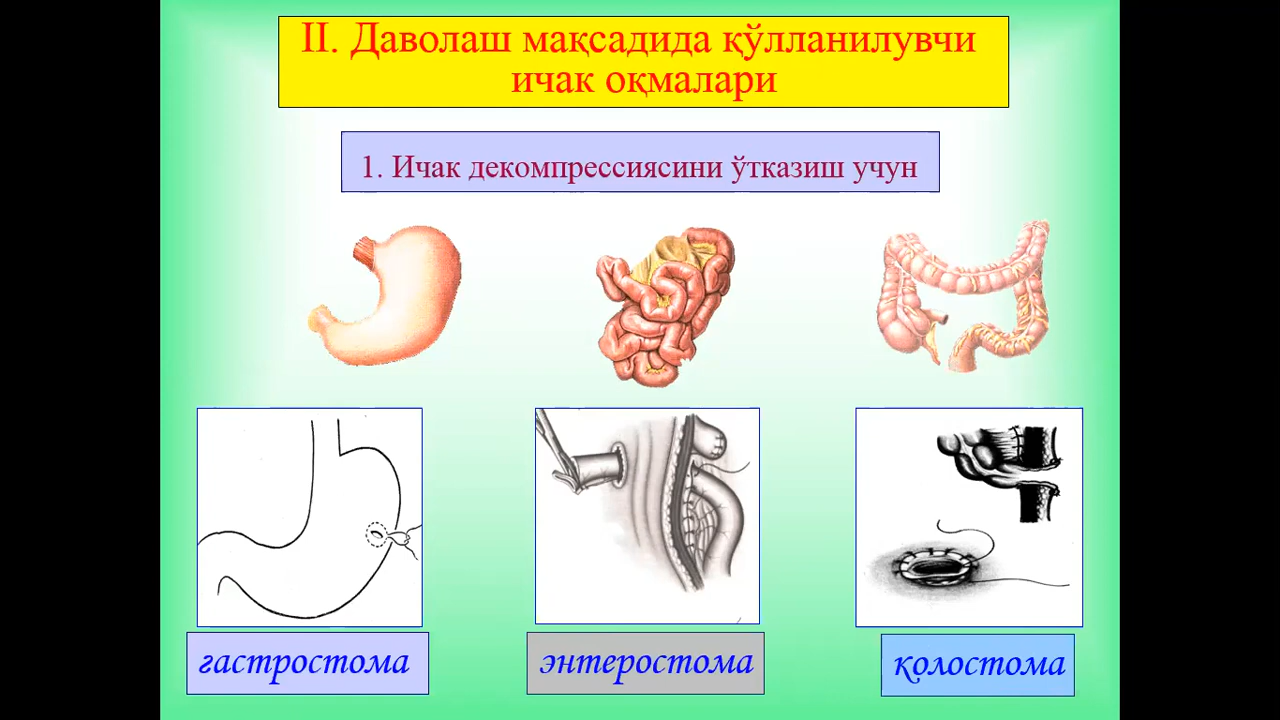 II. Даволаш мақсадида қўлланилувчи
ичак оқмалари
1. Ичак декомпрессиясини ўтказиш учун
гастростома
энтеростома
колостома